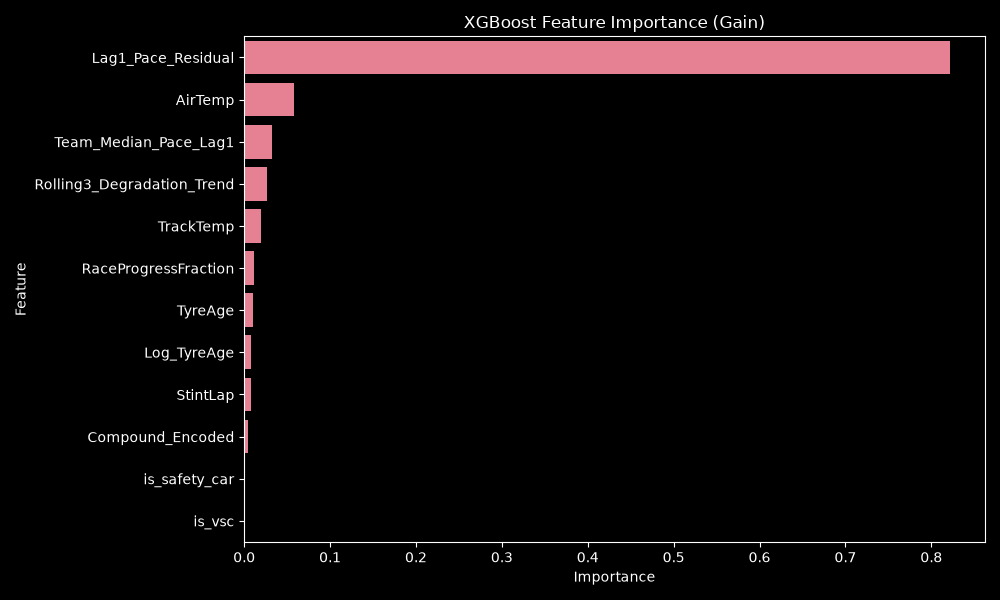 XGBoost Feature Importance (Gain)
Lag1_Pace_Residual
AirTemp
Team_Median_Pace_Lag1
Rolling3_Degradation_Trend
TrackTemp
RaceProgressFraction
TyreAge
Log_TyreAge
StintLap
Compound_Encoded
is_safety_car
is_vsc
Feature
0.0 0.1 0.2 0.3 0.4 0.5 0.6 0.7 0.8
Importance